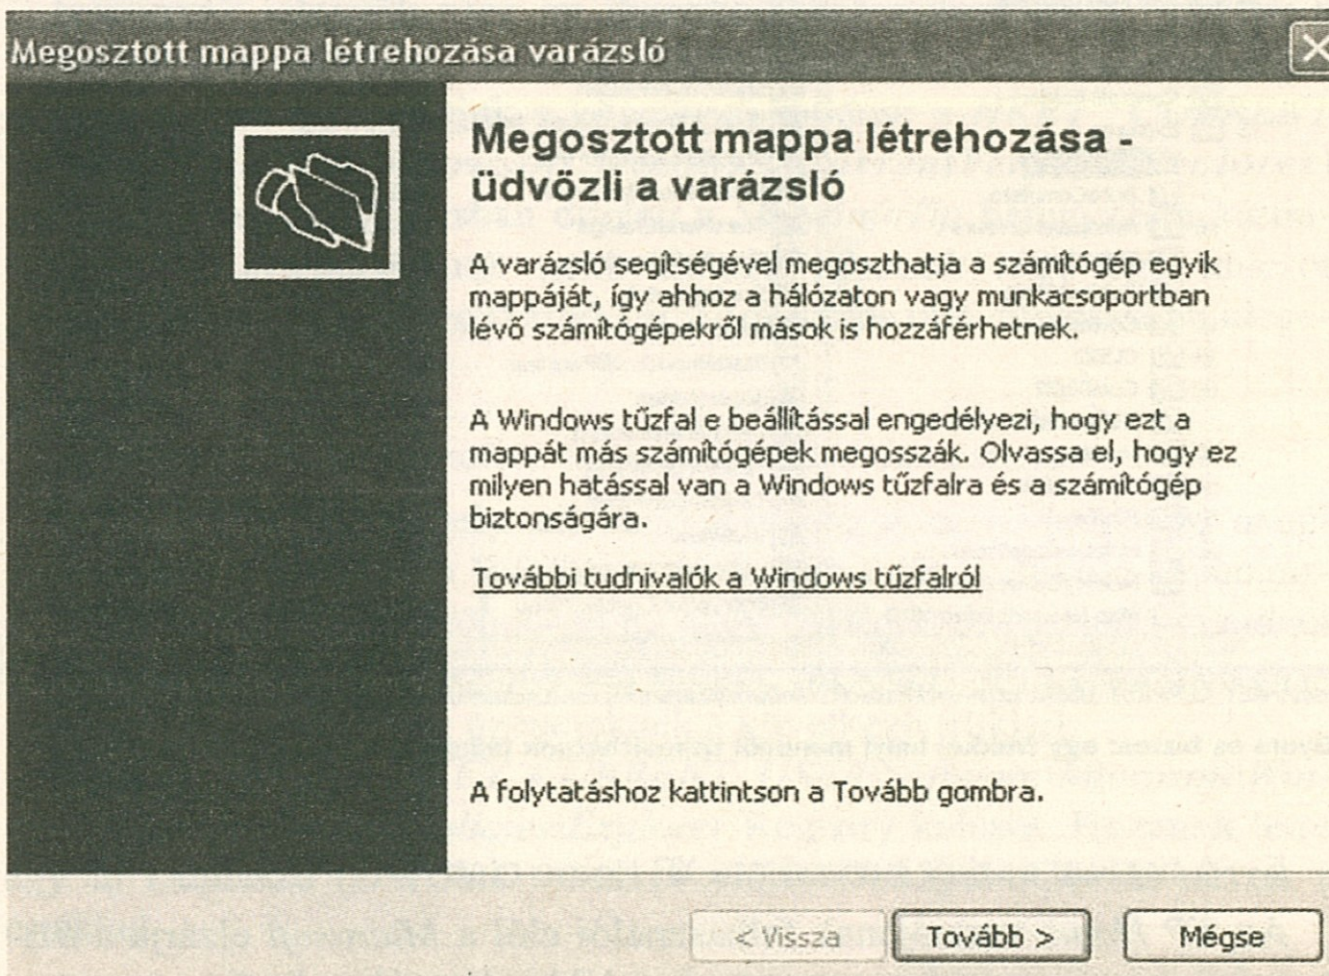 Megosztott mappa létrehozása varázsló
Megosztott mappa létrehozása -
üdvözli a varázsló
A varázsló segítségével megoszthatja a számítógép egyik
mappáját, így ahhoz a hálózaton vagy munkacsoportban
lévő számítógépekről mások is hozzáférhetnek.
A Windows tűzfal e beállítással engedélyezi, hogy ezt a
mappát más számítógépek megosszák. Olvassa el, hogy ez
milyen hatással van a Windows tűzfalra és a számítógép
biztonságára.
További tudnivalók a Windows tűzfalról
A folytatáshoz kattintson a Tovább gombra.
< Vissza
Tovább >
Mégse